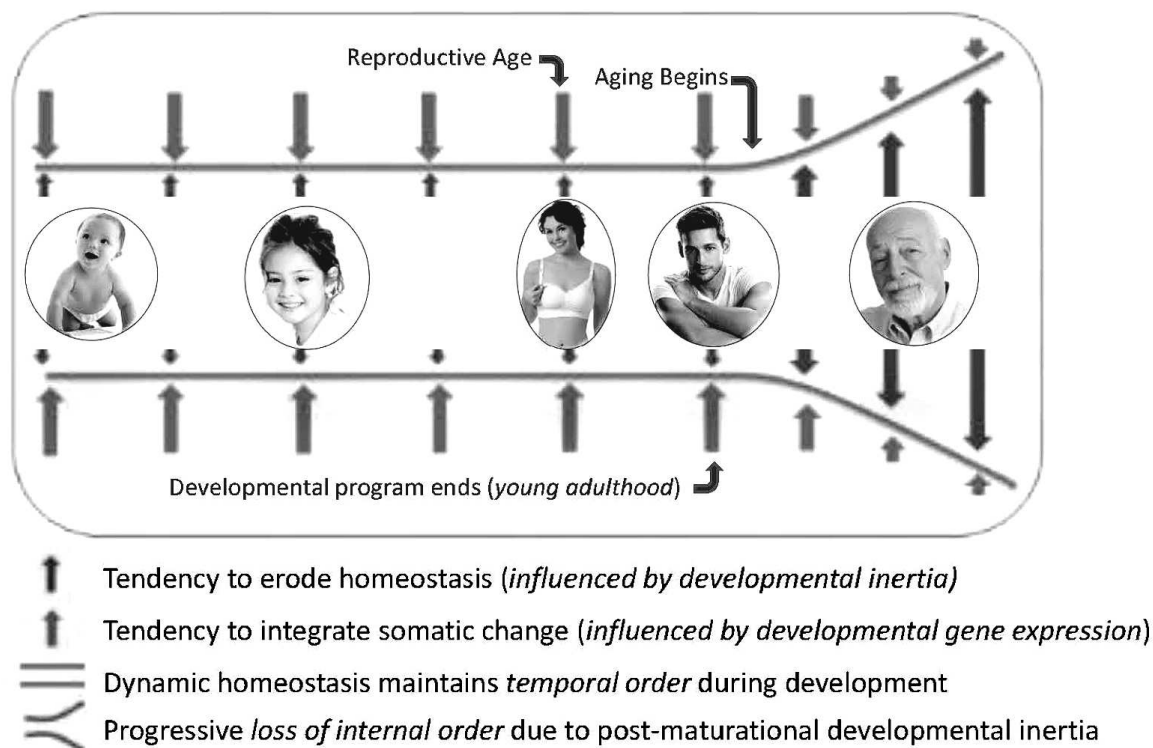 Reproductive Age
Aging Begins
Developmental program ends (young adulthood)
Tendency to erode homeostasis (influenced by developmental inertia)
Tendency to integrate somatic change (influenced by developmental gene expression)
Dynamic homeostasis maintains temporal order during development
Progressive loss of internal order due to post-maturational developmental inertia